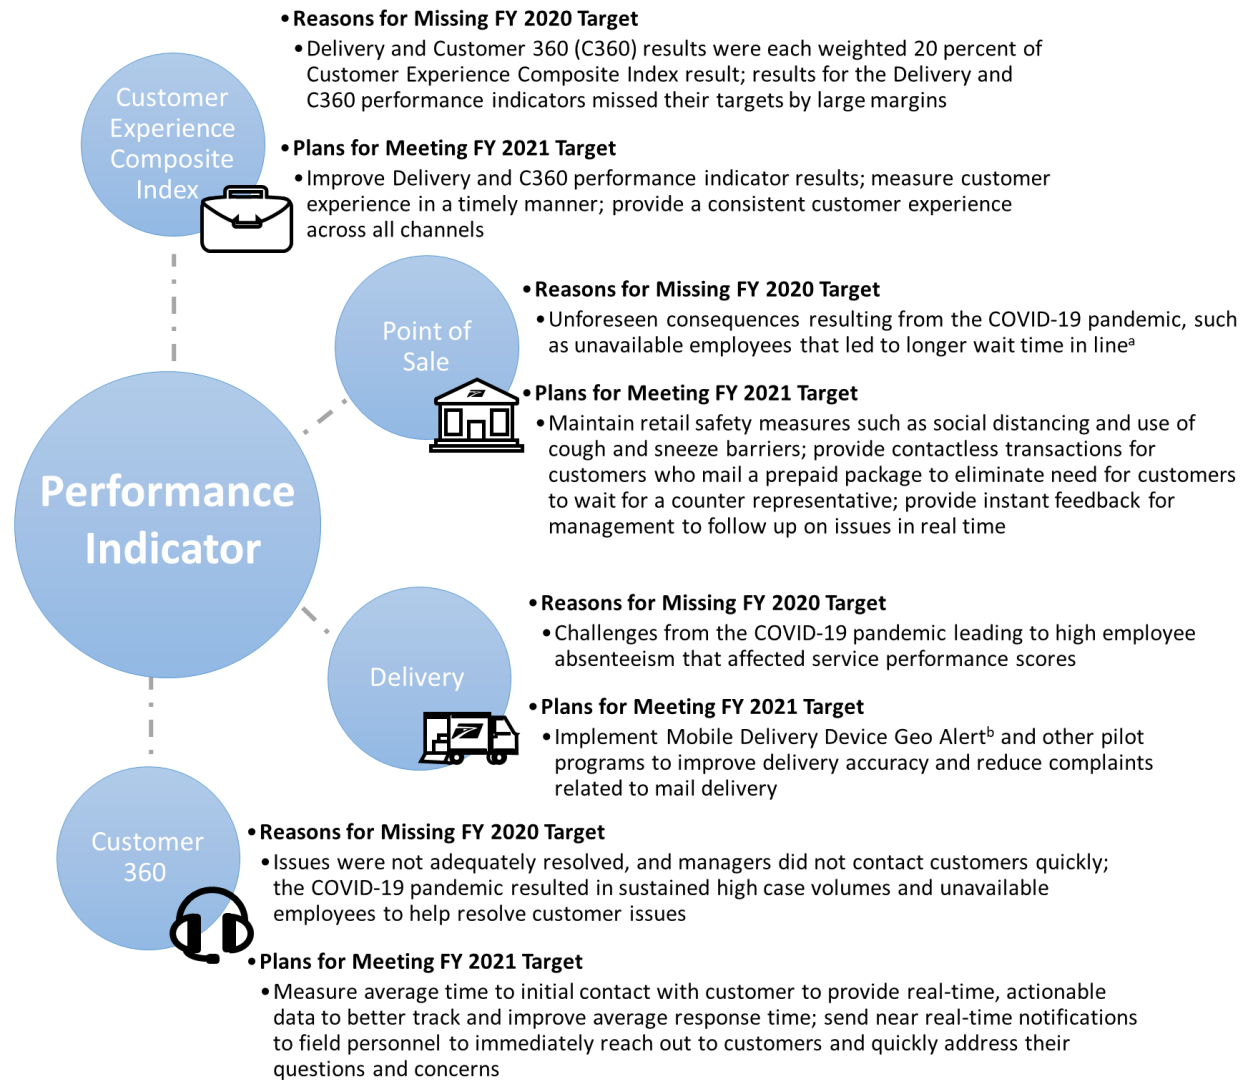 Customer
Experience
Composite
Index
•Reasons for Missing FY 2020 Target
•Delivery and Customer 360 (C360) results were each weighted 20 percent of
Customer Experience Composite Index result; results for the Delivery and
C360 performance indicators missed their targets by large margins
•Plans for Meeting FY 2021 Target
•Improve Delivery and C360 performance indicator results; measure customer
experience in a timely manner; provide a consistent customer experience
across all channels
Point of
Sale
•Reasons for Missing FY 2020 Target
•Unforeseen consequences resulting from the COVID-19 pandemic, such
as unavailable employees that led to longer wait time in lineᵃ
•Plans for Meeting FY 2021 Target
•Maintain retail safety measures such as social distancing and use of
cough and sneeze barriers; provide contactless transactions for
customers who mail a prepaid package to eliminate need for customers
to wait for a counter representative; provide instant feedback for
management to follow up on issues in real time
Performance
Indicator
Delivery
•Reasons for Missing FY 2020 Target
•Challenges from the COVID-19 pandemic leading to high employee
absenteeism that affected service performance scores
•Plans for Meeting FY 2021 Target
•Implement Mobile Delivery Device Geo Alertᵇ and other pilot
programs to improve delivery accuracy and reduce complaints
related to mail delivery
Customer
360
•Reasons for Missing FY 2020 Target
•Issues were not adequately resolved, and managers did not contact customers quickly;
the COVID-19 pandemic resulted in sustained high case volumes and unavailable
employees to help resolve customer issues
•Plans for Meeting FY 2021 Target
•Measure average time to initial contact with customer to provide real-time, actionable
data to better track and improve average response time; send near real-time notifications
to field personnel to immediately reach out to customers and quickly address their
questions and concerns